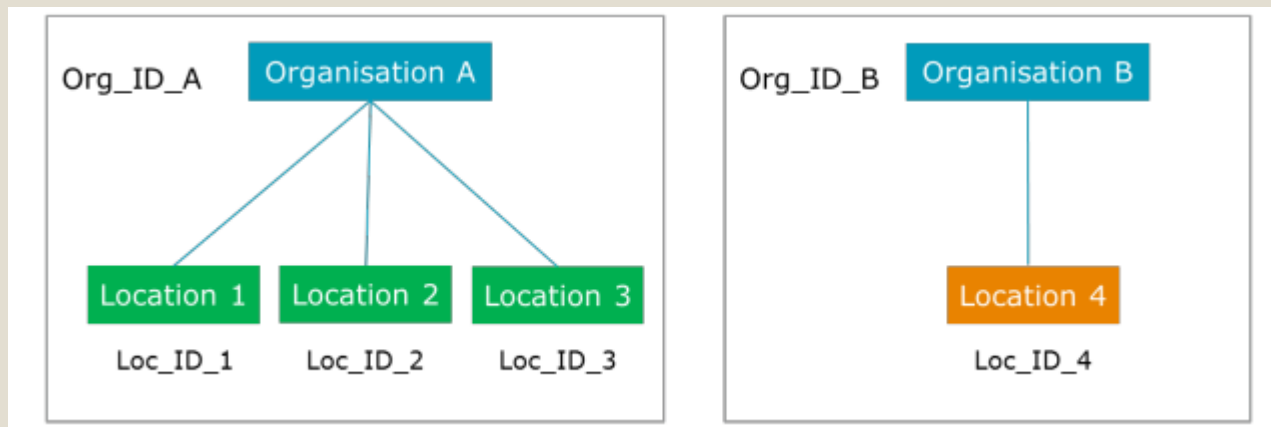 Org_ID_A
Organisation A
Location 1
Location 2
Location 3
Loc_ID_1
Loc_ID_2
Loc_ID_3
Org_ID_B
Organisation B
Location 4
Loc_ID_4